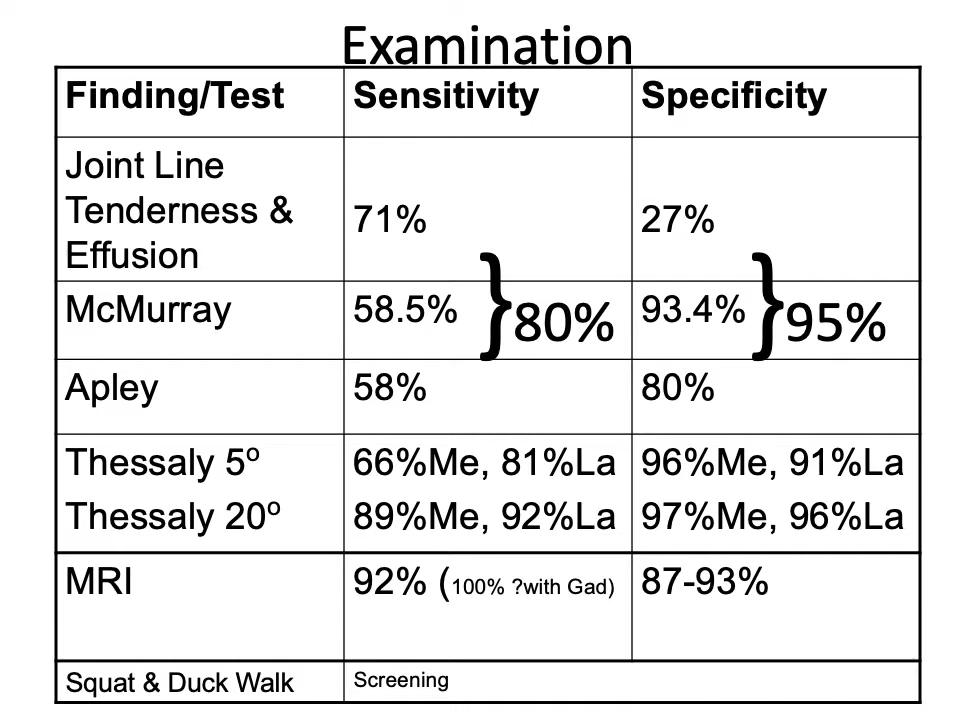 Examination
Finding/Test Sensitivity Specificity
Joint Line
Tenderness & 71% 27%
Effusion
McMurray 58.5% }80% 93.4% }95%
Apley 58% 80%
Thessaly 5º 66%Me, 81%La 96%Me, 91%La
Thessaly 20º 89%Me, 92%La 97%Me, 96%La
MRI 92% (100% ?with Gad) 87-93%
Squat & Duck Walk Screening